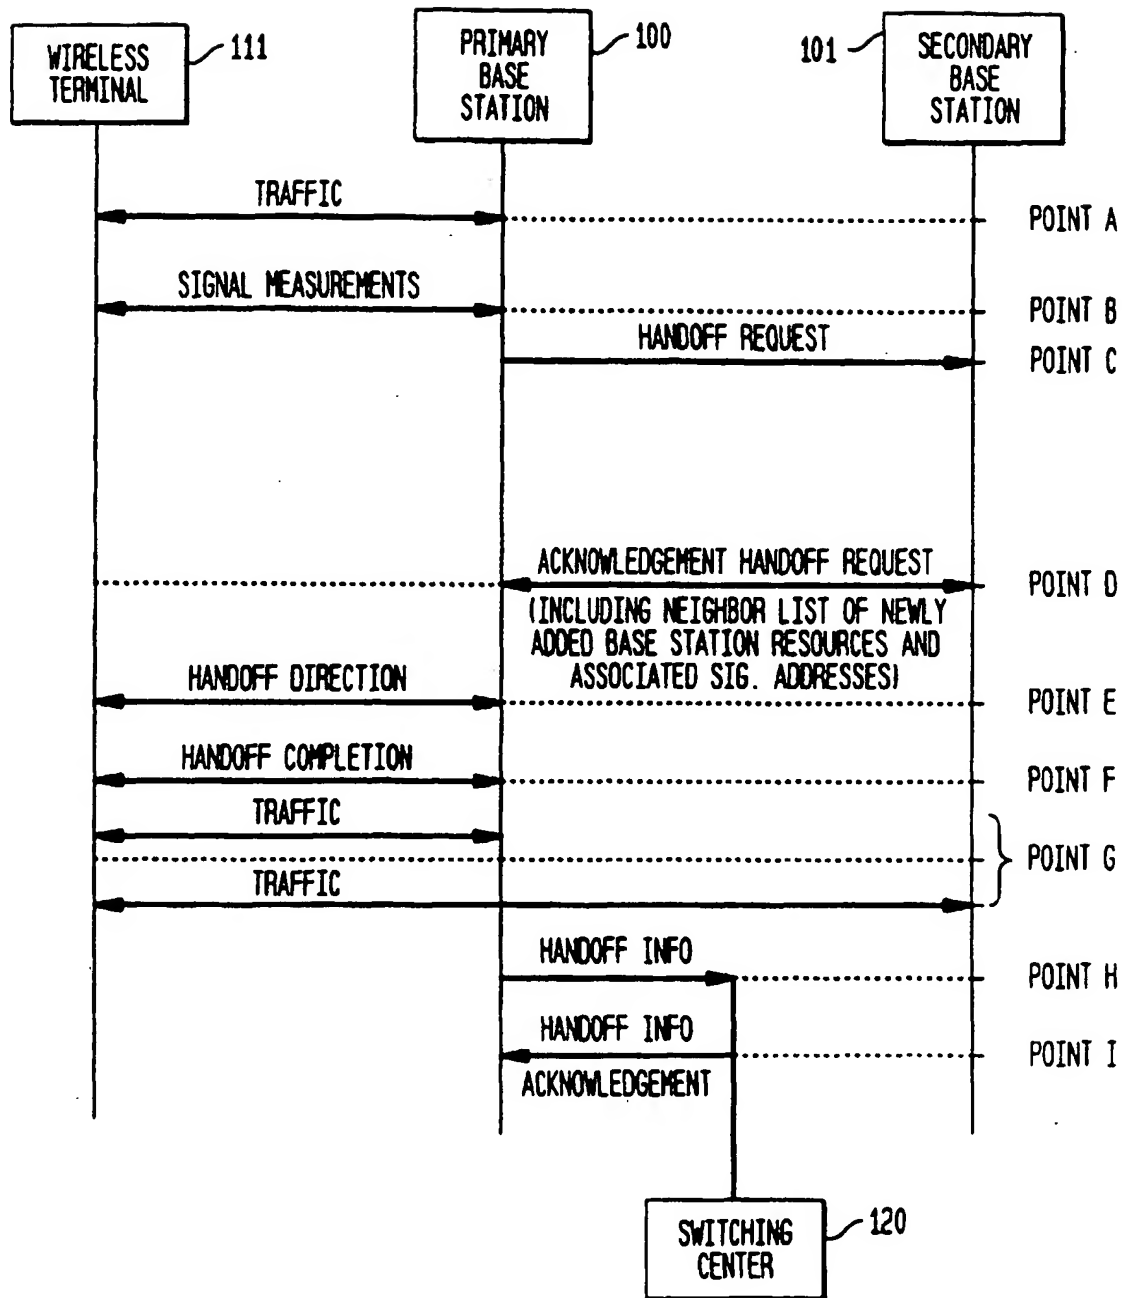 WIRELESS
TERMINAL
111
PRIMARY
BASE
STATION
100
101
SECONDARY
BASE
STATION
TRAFFIC
POINT A
SIGNAL MEASUREMENTS
POINT B
HANDOFF REQUEST
POINT C
ACKNOWLEDGEMENT HANDOFF REQUEST
POINT D
(INCLUDING NEIGHBOR LIST OF NEWLY
ADDED BASE STATION RESOURCES AND
ASSOCIATED SIG. ADDRESSES)
HANDOFF DIRECTION
POINT E
HANDOFF COMPLETION
POINT F
TRAFFIC
POINT G
TRAFFIC
HANDOFF INFO
POINT H
HANDOFF INFO
POINT I
ACKNOWLEDGEMENT
SWITCHING
CENTER
120